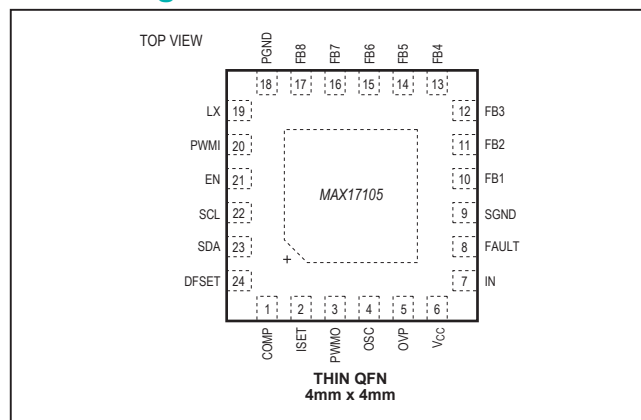 TOP VIEW
PGND
FB8
FB7
FB6
FB5
FB4
18
17
16
15
14
13
LX 19
12 FB3
PWMI 20
11 FB2
EN 21
MAX17105
10 FB1
SCL 22
9 SGND
SDA 23
8 FAULT
+
DFSET 24
7 IN
1
2
3
4
5
6
COMP
ISET
PWMO
OSC
OVP
VCC
THIN QFN
4mm x 4mm